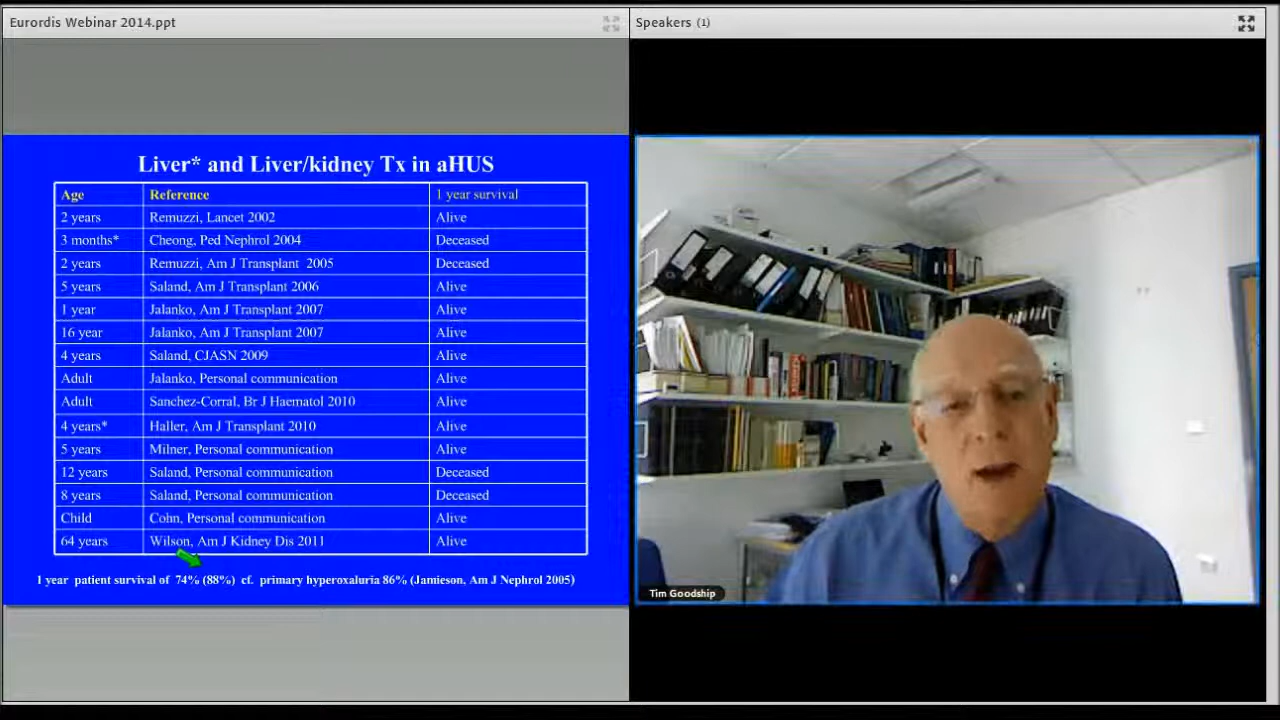 Eurordis Webinar 2014.ppt
Speakers (1)
Liver* and Liver/kidney Tx in aHUS
Age Reference 1 year survival
2 years Remuzzi, Lancet 2002 Alive
3 months* Cheong, Ped Nephrol 2004 Deceased
2 years Remuzzi, Am J Transplant 2005 Deceased
5 years Saland, Am J Transplant 2006 Alive
1 year Jalanko, Am J Transplant 2007 Alive
16 year Jalanko, Am J Transplant 2007 Alive
4 years Saland, CJASN 2009 Alive
Adult Jalanko, Personal communication Alive
Adult Sanchez-Corral, Br J Haematol 2010 Alive
4 years* Haller, Am J Transplant 2010 Alive
5 years Milner, Personal communication Alive
12 years Saland, Personal communication Deceased
8 years Saland, Personal communication Deceased
Child Cohn, Personal communication Alive
64 years Wilson, Am J Kidney Dis 2011 Alive
1 year patient survival of 74% (88%) cf. primary hyperoxaluria 86% (Jamieson, Am J Nephrol 2005)
Tim Goodship